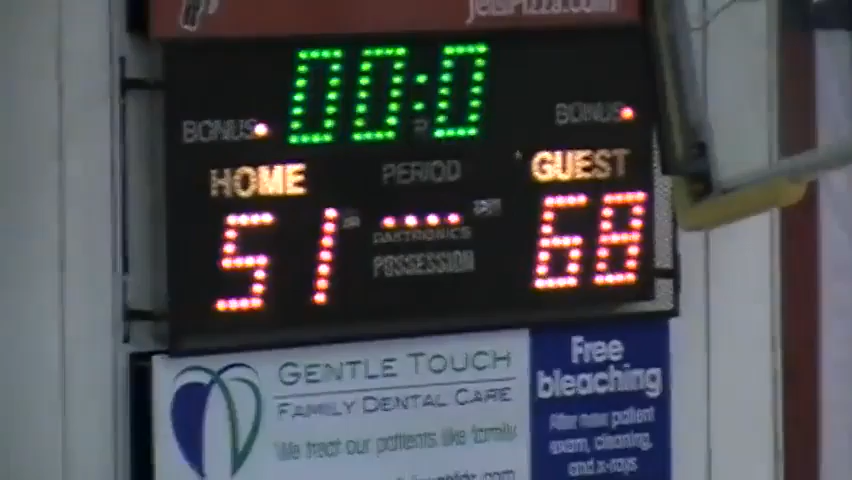 JetsPizza.com
00:0
BONUS BONUS
HOME PERIOD GUEST
51 68
DAKTRONICS
POSSESSION
GENTLE TOUCH
FAMILY DENTAL CARE
We treat our patients like family
Free
bleaching
After new patient
exam, cleaning,
and x-rays